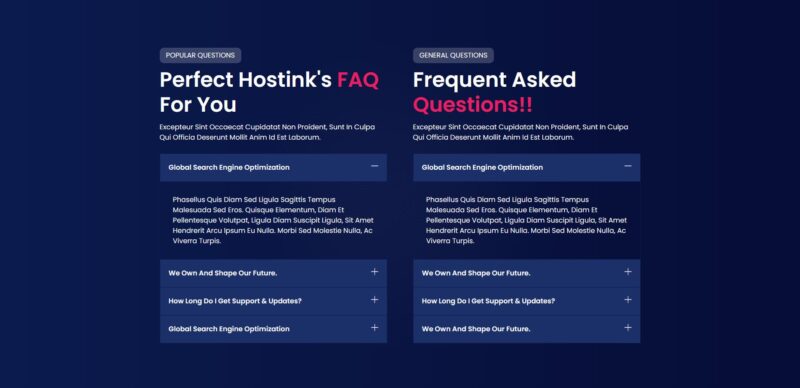 POPULAR QUESTIONS
Perfect Hostink's FAQ
For You
Excepteur Sint Occaecat Cupidatat Non Proident, Sunt In Culpa
Qui Officia Deserunt Mollit Anim Id Est Laborum.
Global Search Engine Optimization
Phasellus Quis Diam Sed Ligula Sagittis Tempus
Malesuada Sed Eros. Quisque Elementum, Diam Et
Pellentesque Volutpat, Ligula Diam Suscipit Ligula, Sit Amet
Hendrerit Arcu Ipsum Eu Nulla. Morbi Sed Molestie Nulla, Ac
Viverra Turpis.
We Own And Shape Our Future.
How Long Do I Get Support & Updates?
Global Search Engine Optimization
GENERAL QUESTIONS
Frequent Asked
Questions!!
Excepteur Sint Occaecat Cupidatat Non Proident, Sunt In Culpa
Qui Officia Deserunt Mollit Anim Id Est Laborum.
Global Search Engine Optimization
Phasellus Quis Diam Sed Ligula Sagittis Tempus
Malesuada Sed Eros. Quisque Elementum, Diam Et
Pellentesque Volutpat, Ligula Diam Suscipit Ligula, Sit Amet
Hendrerit Arcu Ipsum Eu Nulla. Morbi Sed Molestie Nulla, Ac
Viverra Turpis.
We Own And Shape Our Future.
How Long Do I Get Support & Updates?
We Own And Shape Our Future.